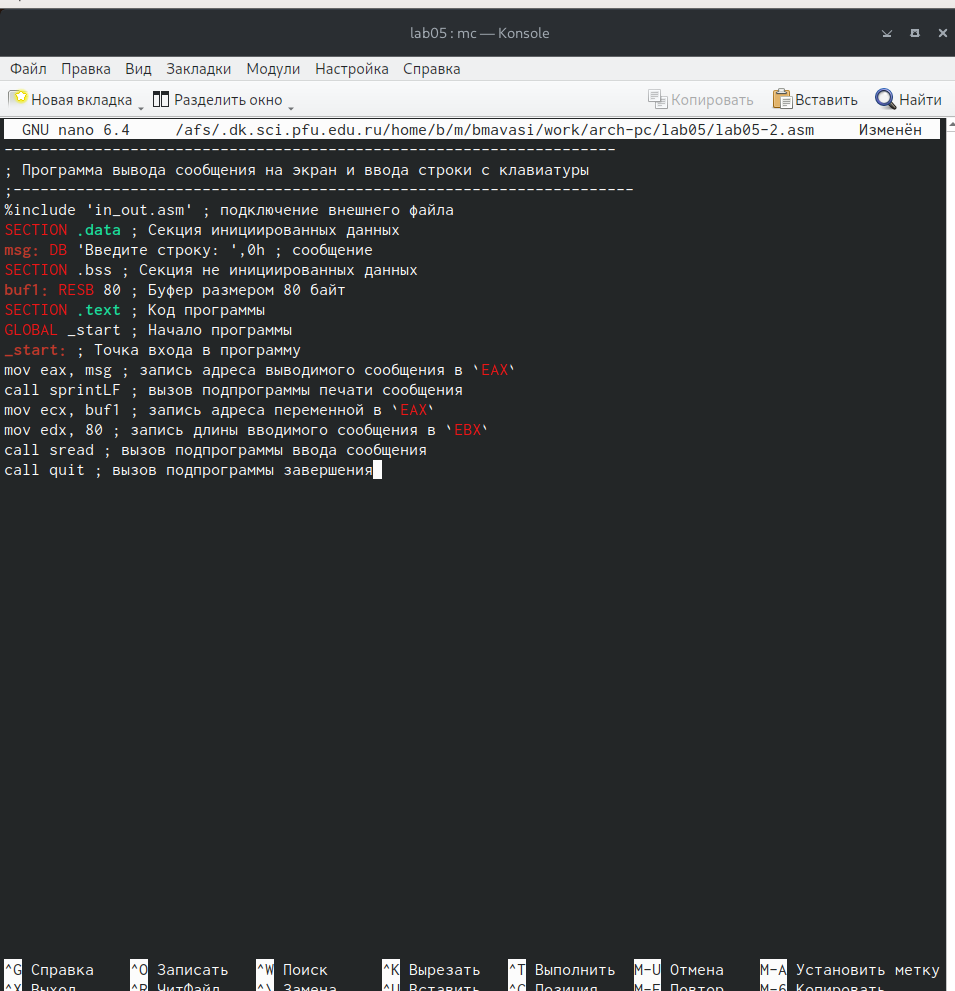 lab05 : mc — Konsole
Файл Правка Вид Закладки Модули Настройка Справка
Новая вкладка Разделить окно Копировать Вставить Найти
GNU nano 6.4 /afs/.dk.sci.pfu.edu.ru/home/b/m/bmavasi/work/arch-pc/lab05/lab05-2.asm Изменён
--------------------------------------------------------------------
; Программа вывода сообщения на экран и ввода строки с клавиатуры
;---------------------------------------------------------------------
%include 'in_out.asm' ; подключение внешнего файла
SECTION .data ; Секция инициированных данных
msg: DB 'Введите строку: ',0h ; сообщение
SECTION .bss ; Секция не инициированных данных
buf1: RESB 80 ; Буфер размером 80 байт
SECTION .text ; Код программы
GLOBAL _start ; Начало программы
_start: ; Точка входа в программу
mov eax, msg ; запись адреса выводимого сообщения в `EAX`
call sprintLF ; вызов подпрограммы печати сообщения
mov ecx, buf1 ; запись адреса переменной в `EAX`
mov edx, 80 ; запись длины вводимого сообщения в `EBX`
call sread ; вызов подпрограммы ввода сообщения
call quit ; вызов подпрограммы завершения
^G Справка ^O Записать ^W Поиск ^K Вырезать ^T Выполнить M-U Отмена M-A Установить метку
^X Выход ^R ЧитФайл ^\ Замена ^U Вставить ^C Позиция M-E Повтор M-6 Копировать